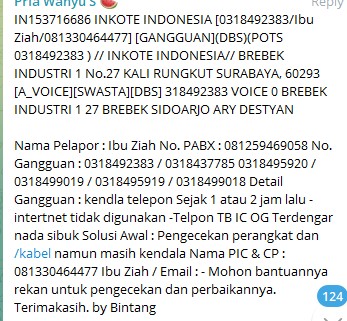 Pria Wahyu S
Reply
IN153716686 INKOTE INDONESIA [0318492383/Ibu
Ziah/081330464477] [GANGGUAN](DBS)(POTS
0318492383 ) // INKOTE INDONESIA// BREBEK
INDUSTRI 1 No.27 KALI RUNGKUT SURABAYA, 60293
[A_VOICE][SWASTA][DBS] 318492383 VOICE 0 BREBEK
INDUSTRI 1 27 BREBEK SIDOARJO ARY DESTYAN
Nama Pelapor : Ibu Ziah No. PABX : 081259469058 No.
Gangguan : 0318492383 / 0318437785 0318495920 /
0318499019 / 0318495919 / 0318499018 Detail
Gangguan : kendla telepon Sejak 1 atau 2 jam lalu -
intertnet tidak digunakan -Telpon TB IC OG Terdengar
nada sibuk Solusi Awal : Pengecekan perangkat dan
/kabel namun masih kendala Nama PIC & CP :
081330464477 Ibu Ziah / Email : - Mohon bantuannya
rekan untuk pengecekan dan perbaikannya.
Terimakasih. by Bintang
124